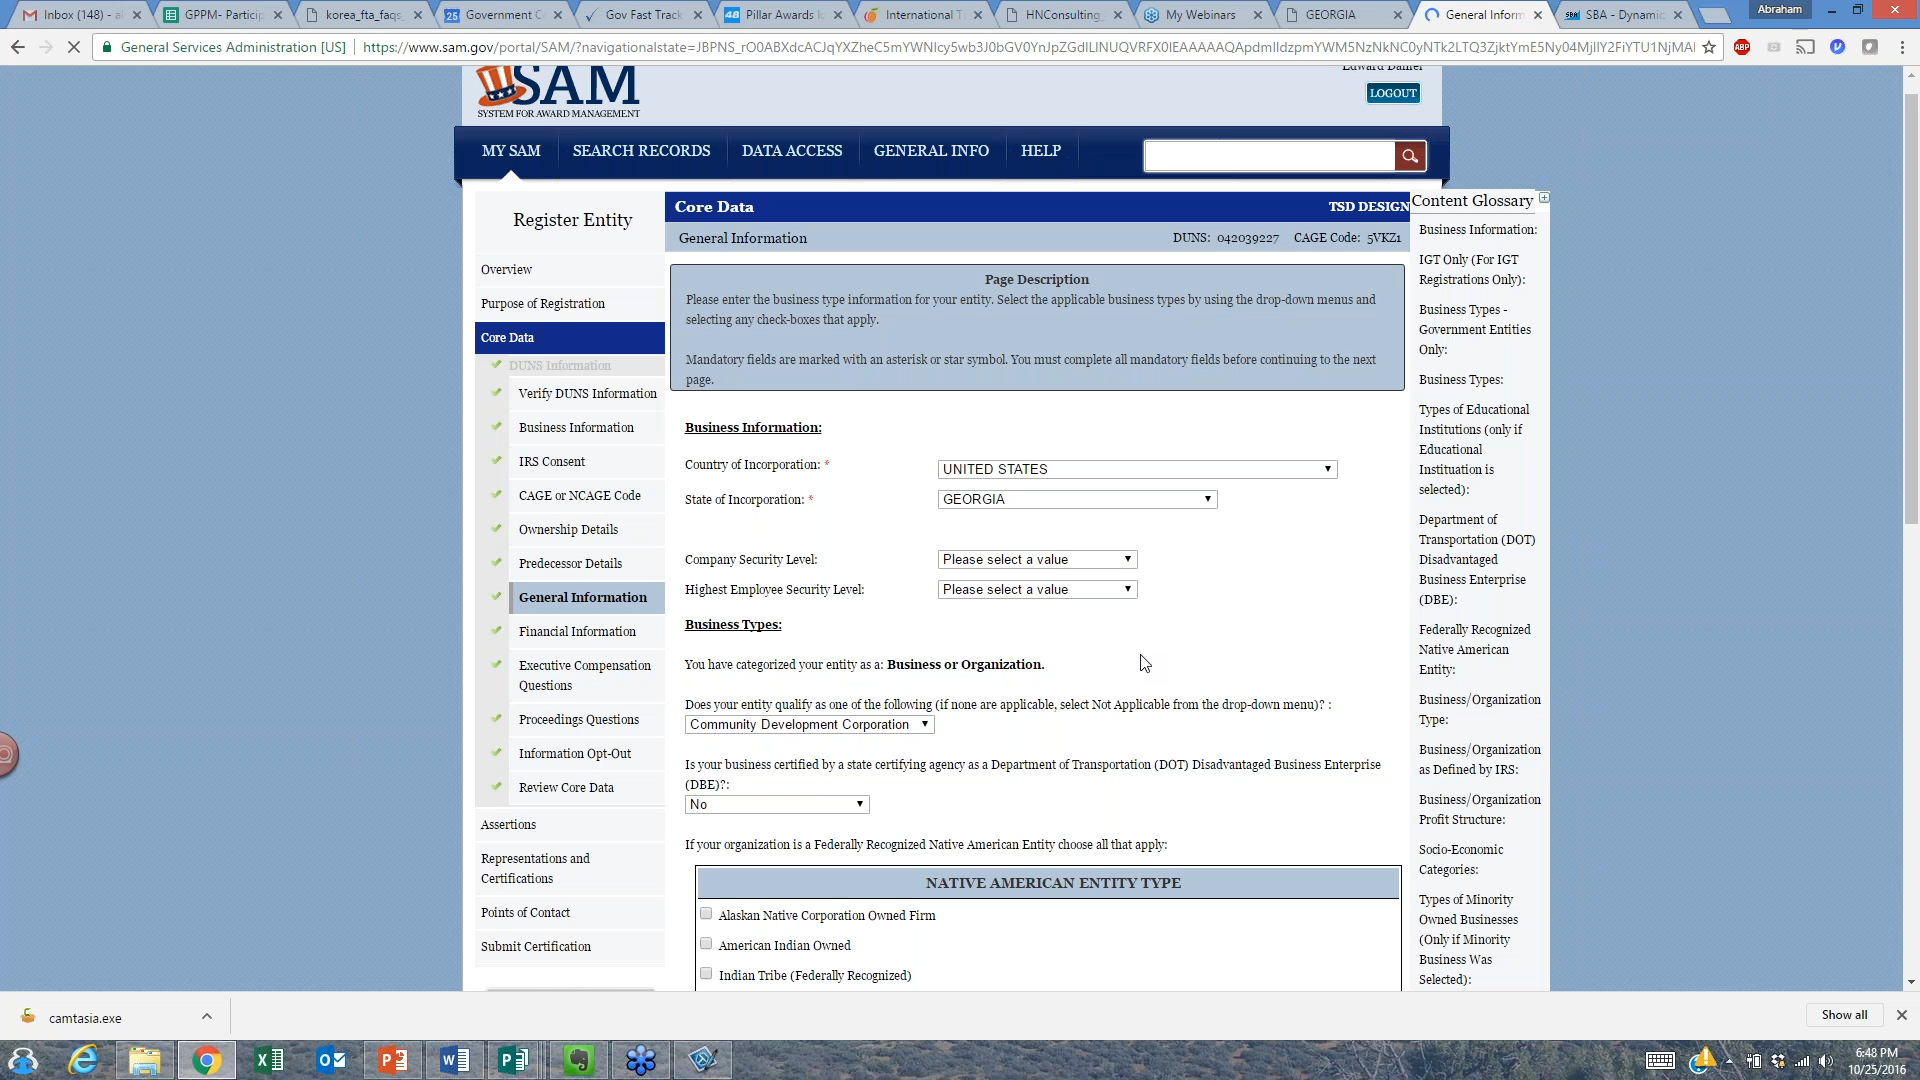 Inbox (148) - al
GPPM- Particip
korea_fta_faqs_
Government C
Gov Fast Track
Pillar Awards k
International T
HNConsulting_
My Webinars
GEORGIA
General Inform
SBA - Dynamic
Abraham
General Services Administration [US]
Edward Daniel
LOGOUT
SAM
SYSTEM FOR AWARD MANAGEMENT
MY SAM
SEARCH RECORDS
DATA ACCESS
GENERAL INFO
HELP
Register Entity
Overview
Purpose of Registration
Core Data
DUNS Information
Verify DUNS Information
Business Information
IRS Consent
CAGE or NCAGE Code
Ownership Details
Predecessor Details
General Information
Financial Information
Executive Compensation
Questions
Proceedings Questions
Information Opt-Out
Review Core Data
Assertions
Representations and
Certifications
Points of Contact
Submit Certification
Core Data
TSD DESIGN
General Information
DUNS: 042039227 CAGE Code: 5VKZ1
Page Description
Please enter the business type information for your entity. Select the applicable business types by using the drop-down menus and
selecting any check-boxes that apply.
Mandatory fields are marked with an asterisk or star symbol. You must complete all mandatory fields before continuing to the next
page.
Business Information:
Country of Incorporation: *
UNITED STATES
State of Incorporation: *
GEORGIA
Company Security Level:
Please select a value
Highest Employee Security Level:
Please select a value
Business Types:
You have categorized your entity as a: Business or Organization.
Does your entity qualify as one of the following (if none are applicable, select Not Applicable from the drop-down menu)? :
Community Development Corporation
Is your business certified by a state certifying agency as a Department of Transportation (DOT) Disadvantaged Business Enterprise
(DBE)?:
No
If your organization is a Federally Recognized Native American Entity choose all that apply:
NATIVE AMERICAN ENTITY TYPE
Alaskan Native Corporation Owned Firm
American Indian Owned
Indian Tribe (Federally Recognized)
Content Glossary
Business Information:
IGT Only (For IGT
Registrations Only):
Business Types -
Government Entities
Only:
Business Types:
Types of Educational
Institutions (only if
Educational
Instituation is
selected):
Department of
Transportation (DOT)
Disadvantaged
Business Enterprise
(DBE):
Federally Recognized
Native American
Entity:
Business/Organization
Type:
Business/Organization
as Defined by IRS:
Business/Organization
Profit Structure:
Socio-Economic
Categories:
Types of Minority
Owned Businesses
(Only if Minority
Business Was
Selected):
camtasia.exe
Show all
6:48 PM
10/25/2016